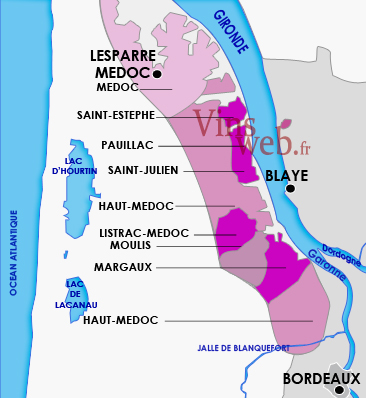 GIRONDE
LESPARRE
MEDOC
MEDOC
SAINT-ESTEPHE
Vins
web.fr
PAUILLAC
LAC
D'HOURTIN
SAINT-JULIEN
BLAYE
HAUT-MEDOC
OCEAN ATLANTIQUE
LISTRAC-MEDOC
MOULIS
Dordogne
Garonne
MARGAUX
LAC
DE
LACANAU
HAUT-MEDOC
JALLE DE BLANQUEFORT
BORDEAUX